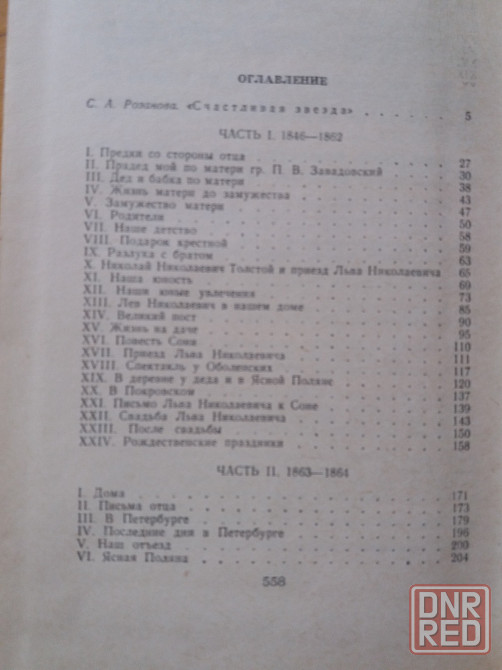 ОГЛАВЛЕНИЕ
С. А. Розанова. «Счастливая звезда» . . . . . . 5
ЧАСТЬ I. 1846—1862
I. Предки со стороны отца . . . . . . 27
II. Прадед мой по матери гр. П. В. Завадовский . . . 30
III. Дед и бабка по матери . . . . . . 38
IV. Жизнь матери до замужества . . . . . . 43
V. Замужество матери . . . . . . 47
VI. Родители . . . . . . 50
VII. Наше детство . . . . . . 58
VIII. Подарок крестной . . . . . . 59
IX. Разлука с братом . . . . . . 63
X. Николай Николаевич Толстой и приезд Льва Николаевича 65
XI. Наша юность . . . . . . 69
XII. Наши юные увлечения . . . . . . 73
XIII. Лев Николаевич в нашем доме . . . . . . 85
XIV. Великий пост . . . . . . 90
XV. Жизнь на даче . . . . . . 95
XVI. Повесть Сони . . . . . . 110
XVII. Приезд Льва Николаевича . . . . . . 111
XVIII. Спектакль у Оболенских . . . . . . 117
XIX. В деревне у деда и в Ясной Поляне . . . . . . 120
XX. В Покровском . . . . . . 137
XXI. Письмо Льва Николаевича к Соне . . . . . . 139
XXII. Свадьба Льва Николаевича . . . . . . 143
XXIII. После свадьбы . . . . . . 150
XXIV. Рождественские праздники . . . . . . 158
ЧАСТЬ II. 1863—1864
I. Дома . . . . . . 171
II. Письма отца . . . . . . 173
III. В Петербурге . . . . . . 179
IV. Последние дни в Петербурге . . . . . . 196
V. Наш отъезд . . . . . . 200
VI. Ясная Поляна . . . . . . 204
558
DNR
RED